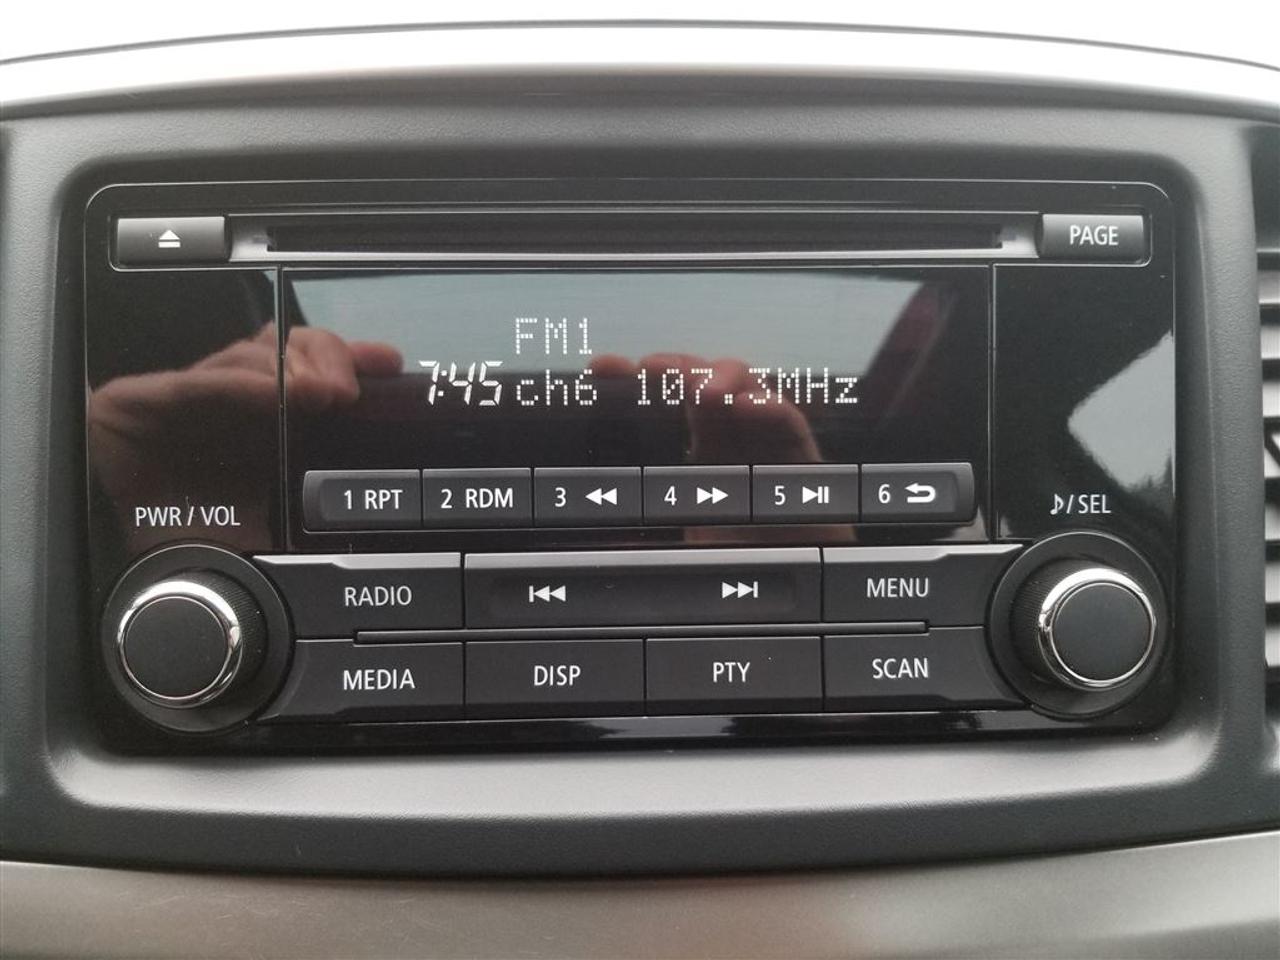 PAGE
FM1
7:45 ch6 107.3MHz
1 RPT 2 RDM 3 4 5 6
PWR / VOL
♪/SEL
RADIO
MENU
MEDIA DISP PTY SCAN